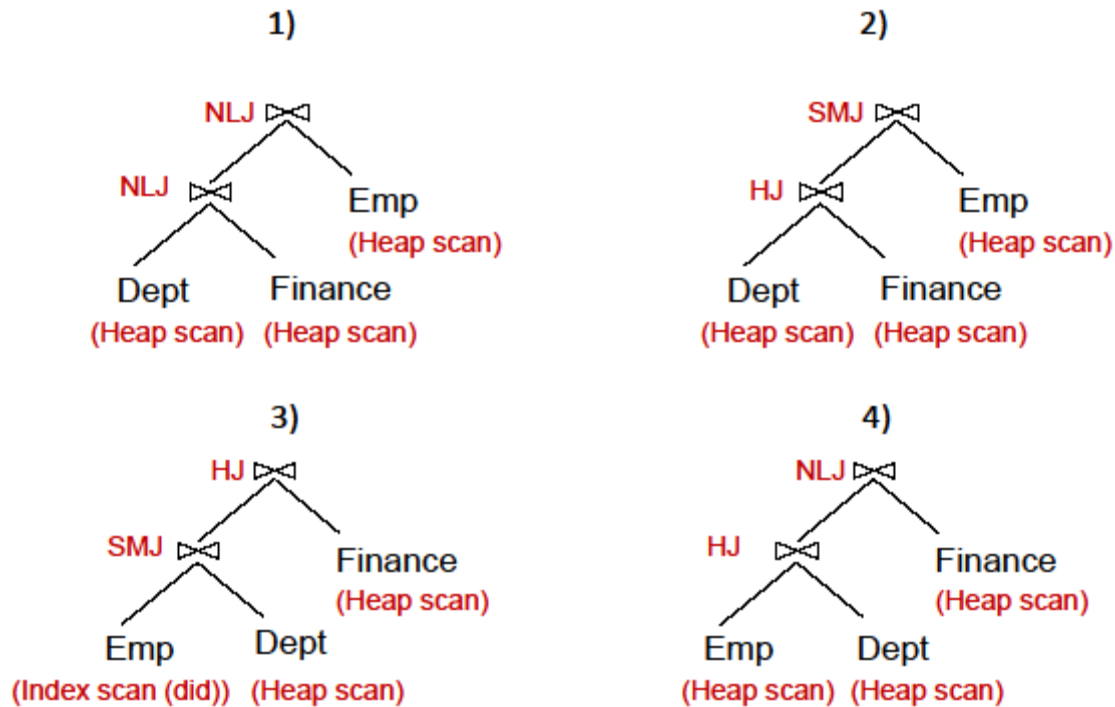 1)
NLJ
NLJ
Emp
(Heap scan)
Dept
Finance
(Heap scan)
(Heap scan)
2)
SMJ
HJ
Emp
(Heap scan)
Dept
Finance
(Heap scan)
(Heap scan)
3)
HJ
SMJ
Finance
(Heap scan)
Emp
Dept
(Index scan (did))
(Heap scan)
4)
NLJ
HJ
Finance
(Heap scan)
Emp
Dept
(Heap scan)
(Heap scan)